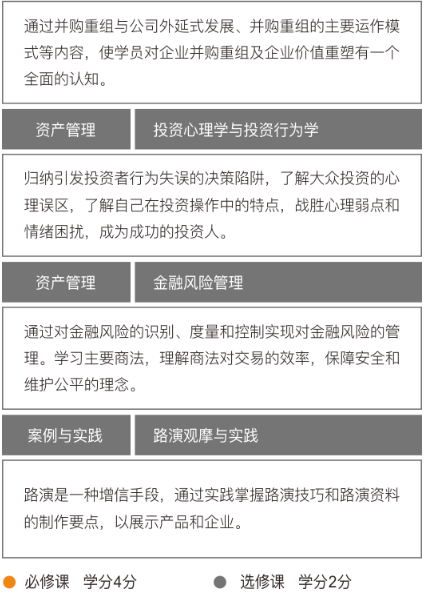 通过并购重组与公司外延式发展、并购重组的主要运作模
式等内容，使学员对企业并购重组及企业价值重塑有一个
全面的认知。
资产管理 投资心理学与投资行为学
归纳引发投资者行为失误的决策陷阱，了解大众投资的心
理误区，了解自己在投资操作中的特点，战胜心理弱点和
情绪困扰，成为成功的投资人。
资产管理 金融风险管理
通过对金融风险的识别、度量和控制实现对金融风险的管
理。学习主要商法，理解商法对交易的效率，保障安全和
维护公平的理念。
案例与实践 路演观摩与实践
路演是一种增信手段，通过实践掌握路演技巧和路演资料
的制作要点，以展示产品和企业。
必修课 学分4分 选修课 学分2分